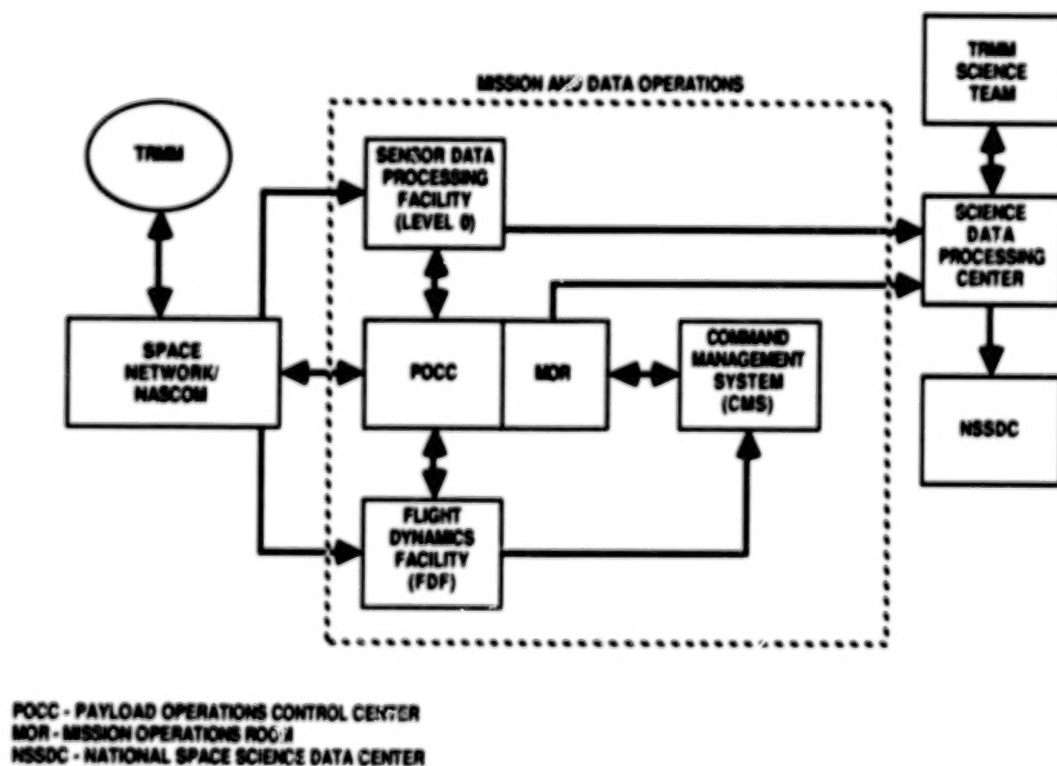 MISSION AND DATA OPERATIONS
TRMM
SCIENCE
TEAM
TRMM
SENSOR DATA
PROCESSING
FACILITY
(LEVEL 0)
SCIENCE
DATA
PROCESSING
CENTER
SPACE
NETWORK/
NASCOM
POCC
MOR
COMMAND
MANAGEMENT
SYSTEM
(CMS)
NSSDC
FLIGHT
DYNAMICS
FACILITY
(FDF)
POCC - PAYLOAD OPERATIONS CONTROL CENTER
MOR - MISSION OPERATIONS ROOM
NSSDC - NATIONAL SPACE SCIENCE DATA CENTER